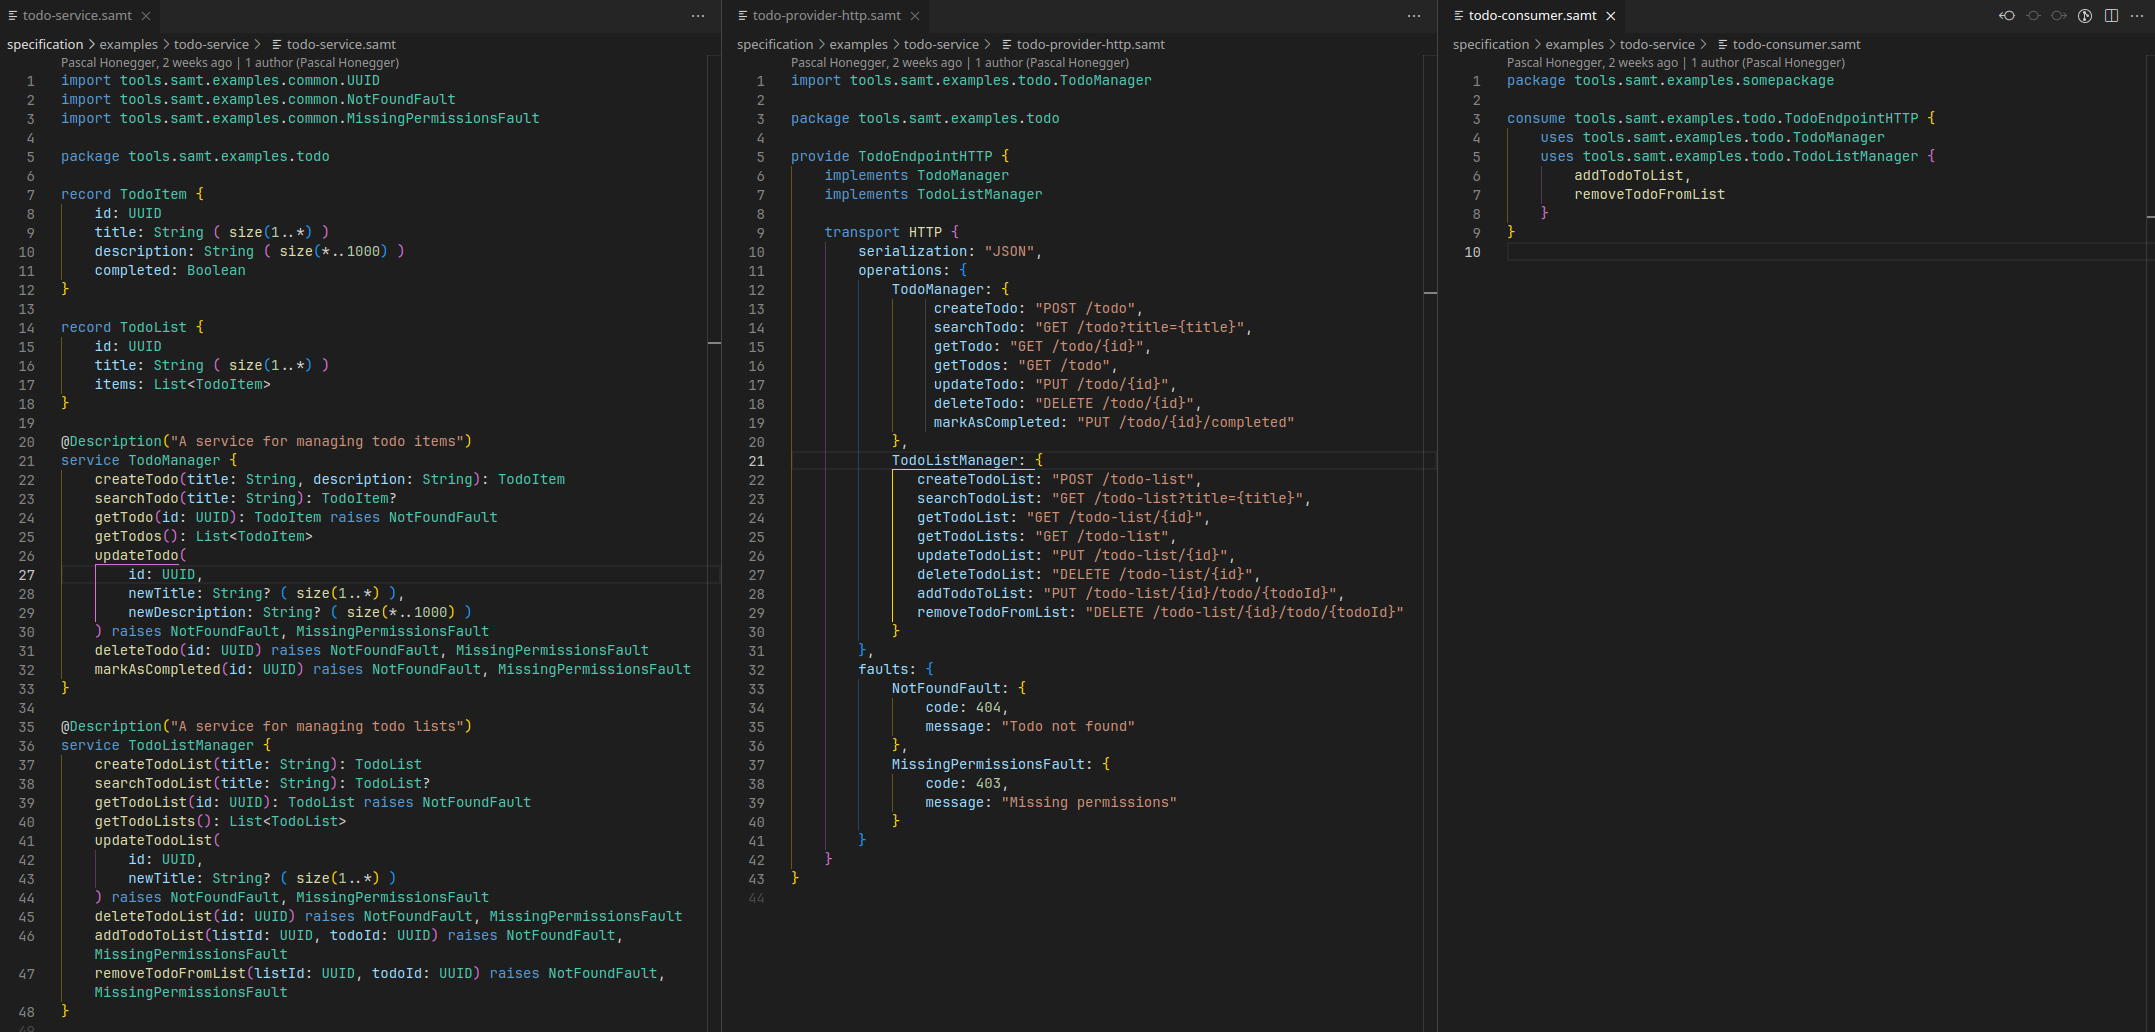 todo-service.samt
specification > examples > todo-service > todo-service.samt
Pascal Honegger, 2 weeks ago | 1 author (Pascal Honegger)
1 import tools.samt.examples.common.UUID
2 import tools.samt.examples.common.NotFoundFault
3 import tools.samt.examples.common.MissingPermissionsFault
4
5 package tools.samt.examples.todo
6
7 record TodoItem {
8 id: UUID
9 title: String ( size(1..*) )
10 description: String ( size(*..1000) )
11 completed: Boolean
12 }
13
14 record TodoList {
15 id: UUID
16 title: String ( size(1..*) )
17 items: List<TodoItem>
18 }
19
20 @Description("A service for managing todo items")
21 service TodoManager {
22 createTodo(title: String, description: String): TodoItem
23 searchTodo(title: String): TodoItem?
24 getTodo(id: UUID): TodoItem raises NotFoundFault
25 getTodos(): List<TodoItem>
26 updateTodo(
27 id: UUID,
28 newTitle: String? ( size(1..*) ),
29 newDescription: String? ( size(*..1000) )
30 ) raises NotFoundFault, MissingPermissionsFault
31 deleteTodo(id: UUID) raises NotFoundFault, MissingPermissionsFault
32 markAsCompleted(id: UUID) raises NotFoundFault, MissingPermissionsFault
33 }
34
35 @Description("A service for managing todo lists")
36 service TodoListManager {
37 createTodoList(title: String): TodoList
38 searchTodoList(title: String): TodoList?
39 getTodoList(id: UUID): TodoList raises NotFoundFault
40 getTodoLists(): List<TodoList>
41 updateTodoList(
42 id: UUID,
43 newTitle: String? ( size(1..*) )
44 ) raises NotFoundFault, MissingPermissionsFault
45 deleteTodoList(id: UUID) raises NotFoundFault, MissingPermissionsFault
46 addTodoToList(listId: UUID, todoId: UUID) raises NotFoundFault,
MissingPermissionsFault
47 removeTodoFromList(listId: UUID, todoId: UUID) raises NotFoundFault,
MissingPermissionsFault
48 }
49
todo-provider-http.samt
specification > examples > todo-service > todo-provider-http.samt
Pascal Honegger, 2 weeks ago | 1 author (Pascal Honegger)
1 import tools.samt.examples.todo.TodoManager
2
3 package tools.samt.examples.todo
4
5 provide TodoEndpointHTTP {
6 implements TodoManager
7 implements TodoListManager
8
9 transport HTTP {
10 serialization: "JSON",
11 operations: {
12 TodoManager: {
13 createTodo: "POST /todo",
14 searchTodo: "GET /todo?title={title}",
15 getTodo: "GET /todo/{id}",
16 getTodos: "GET /todo",
17 updateTodo: "PUT /todo/{id}",
18 deleteTodo: "DELETE /todo/{id}",
19 markAsCompleted: "PUT /todo/{id}/completed"
20 },
21 TodoListManager: {
22 createTodoList: "POST /todo-list",
23 searchTodoList: "GET /todo-list?title={title}",
24 getTodoList: "GET /todo-list/{id}",
25 getTodoLists: "GET /todo-list",
26 updateTodoList: "PUT /todo-list/{id}",
27 deleteTodoList: "DELETE /todo-list/{id}",
28 addTodoToList: "PUT /todo-list/{id}/todo/{todoId}",
29 removeTodoFromList: "DELETE /todo-list/{id}/todo/{todoId}"
30 }
31 },
32 faults: {
33 NotFoundFault: {
34 code: 404,
35 message: "Todo not found"
36 },
37 MissingPermissionsFault: {
38 code: 403,
39 message: "Missing permissions"
40 }
41 }
42 }
43 }
44
todo-consumer.samt
specification > examples > todo-service > todo-consumer.samt
Pascal Honegger, 2 weeks ago | 1 author (Pascal Honegger)
1 package tools.samt.examples.somepackage
2
3 consume tools.samt.examples.todo.TodoEndpointHTTP {
4 uses tools.samt.examples.todo.TodoManager
5 uses tools.samt.examples.todo.TodoListManager {
6 addTodoToList,
7 removeTodoFromList
8 }
9 }
10